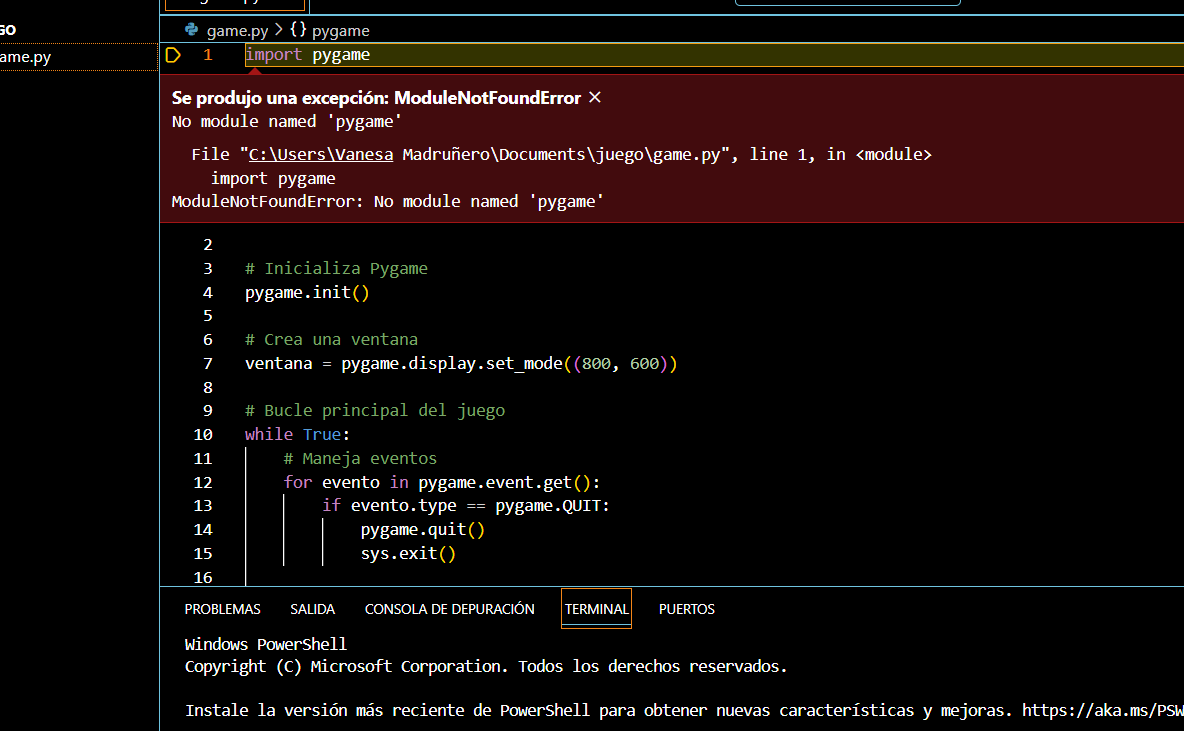 GO
game.py > {} pygame
ame.py
1 import pygame
Se produjo una excepción: ModuleNotFoundError ×
No module named 'pygame'
File "C:\Users\Vanesa Madruñero\Documents\juego\game.py", line 1, in <module>
import pygame
ModuleNotFoundError: No module named 'pygame'
2
3 # Inicializa Pygame
4 pygame.init()
5
6 # Crea una ventana
7 ventana = pygame.display.set_mode((800, 600))
8
9 # Bucle principal del juego
10 while True:
11 # Maneja eventos
12 for evento in pygame.event.get():
13 if evento.type == pygame.QUIT:
14 pygame.quit()
15 sys.exit()
16
PROBLEMAS SALIDA CONSOLA DE DEPURACIÓN TERMINAL PUERTOS
Windows PowerShell
Copyright (C) Microsoft Corporation. Todos los derechos reservados.
Instale la versión más reciente de PowerShell para obtener nuevas características y mejoras. https://aka.ms/PSW